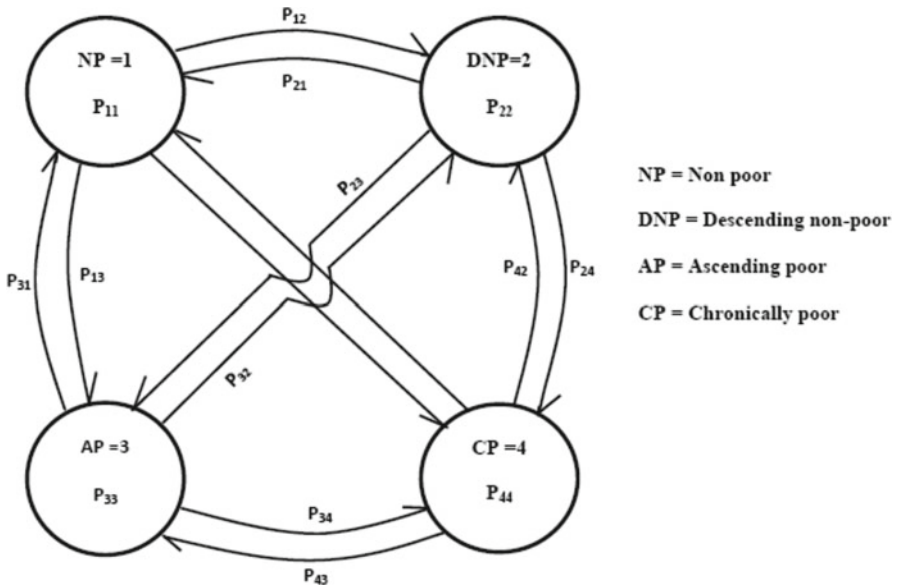 P₁₂
NP =1
P₁₁
DNP=2
P₂₂
P₂₁
P₂₃
NP = Non poor
DNP = Descending non-poor
AP = Ascending poor
CP = Chronically poor
P₃₁
P₁₃
P₄₂
P₂₄
P₃₂
AP =3
P₃₃
CP =4
P₄₄
P₃₄
P₄₃